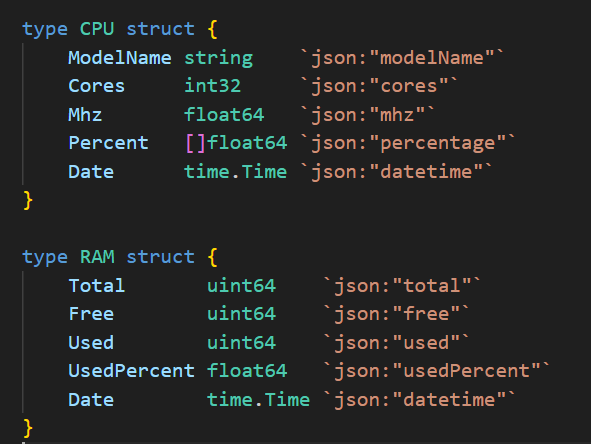 type CPU struct {
    ModelName string    `json:"modelName"`
    Cores     int32     `json:"cores"`
    Mhz       float64   `json:"mhz"`
    Percent   []float64 `json:"percentage"`
    Date      time.Time `json:"datetime"`
}

type RAM struct {
    Total       uint64    `json:"total"`
    Free        uint64    `json:"free"`
    Used        uint64    `json:"used"`
    UsedPercent float64   `json:"usedPercent"`
    Date        time.Time `json:"datetime"`
}